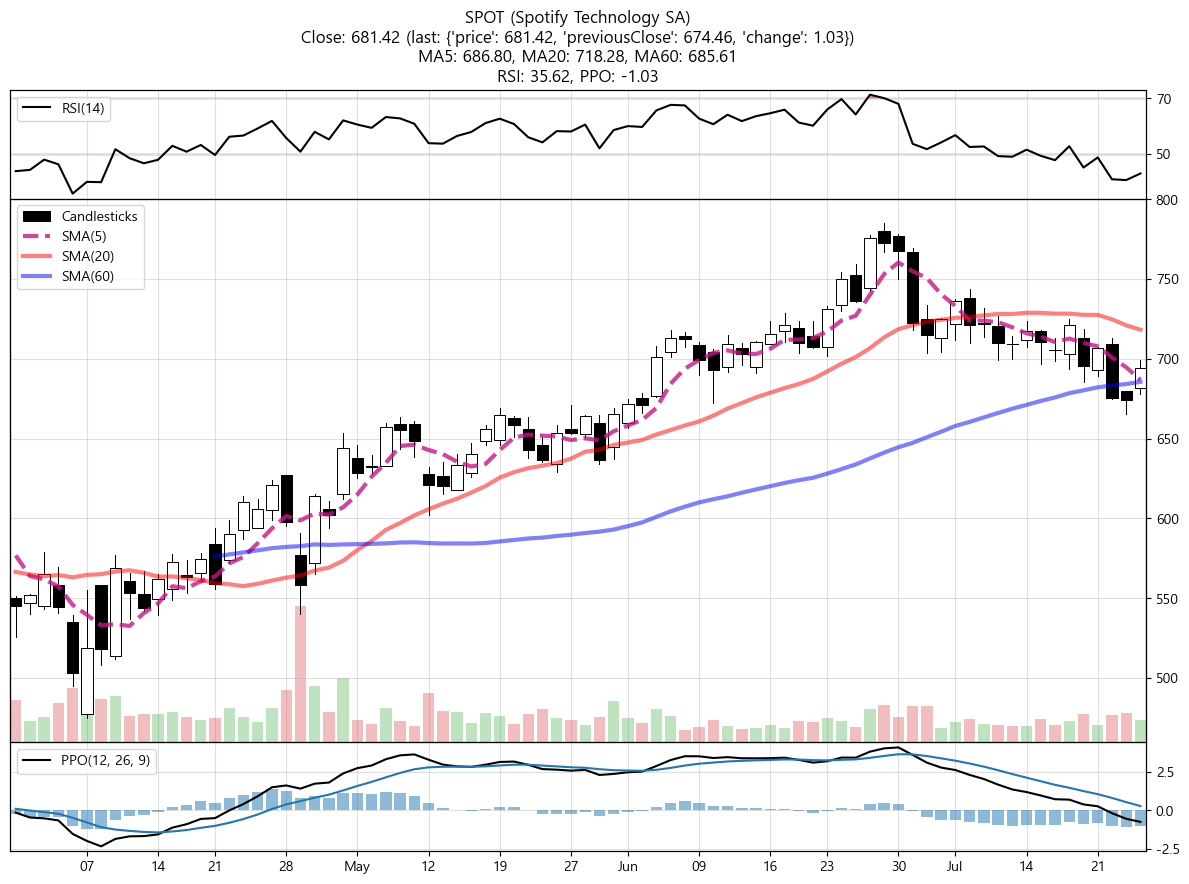 SPOT (Spotify Technology SA)
Close: 681.42 (last: {'price': 681.42, 'previousClose': 674.46, 'change': 1.03})
MA5: 686.80, MA20: 718.28, MA60: 685.61
RSI: 35.62, PPO: -1.03
RSI(14)
70
50
800
Candlesticks
SMA(5)
SMA(20)
SMA(60)
750
700
650
600
550
500
PPO(12, 26, 9)
2.5
0.0
-2.5
07 14 21 28 May 12 19 27 Jun 09 16 23 30 Jul 14 21